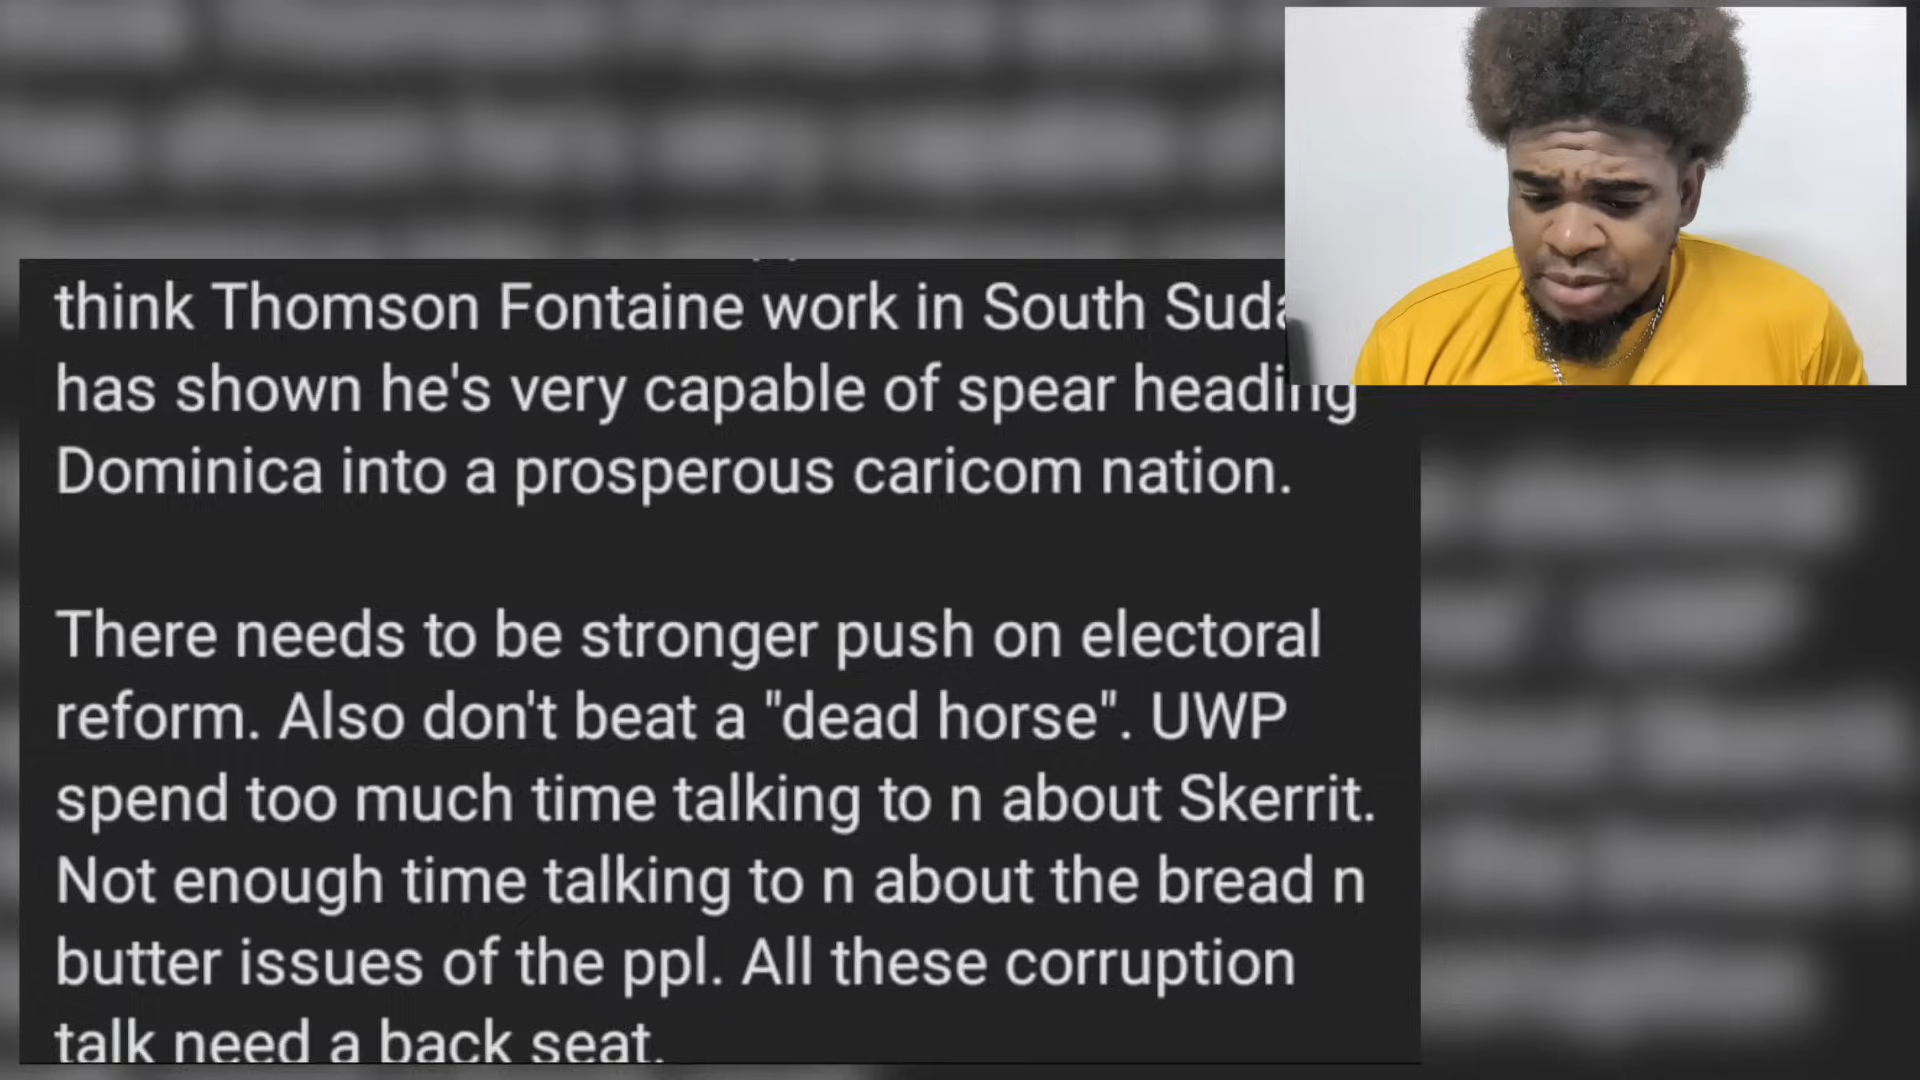 think Thomson Fontaine work in South
has shown he's very capable of spear heading
Dominica into a prosperous caricom nation.
There needs to be stronger push on electoral
reform. Also don't beat a "dead horse". UWP
spend too much time talking to n about Skerrit.
Not enough time talking to n about the bread n
butter issues of the ppl. All these corruption
talk need a back seat.